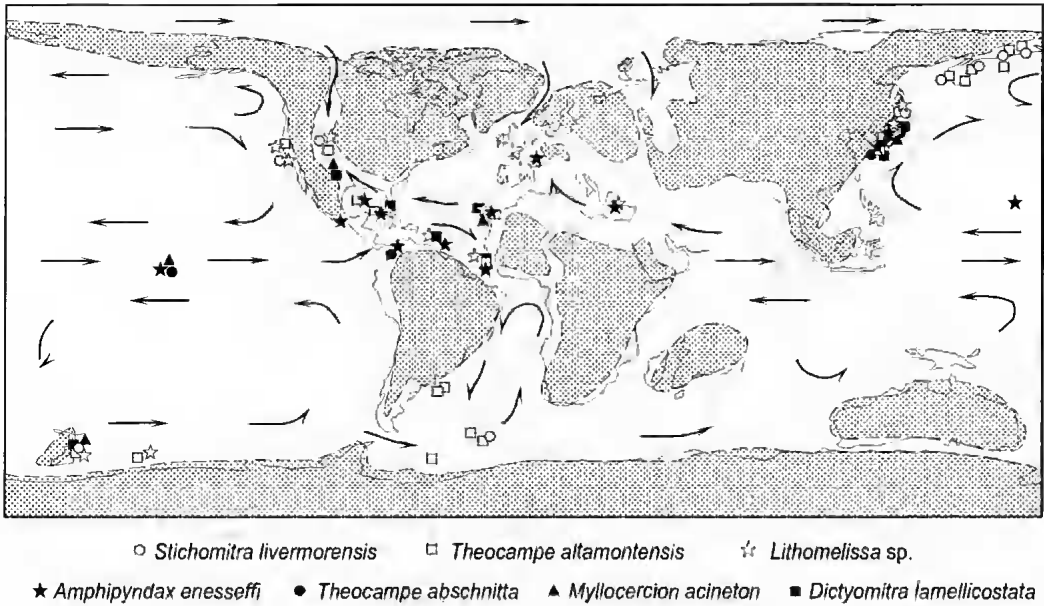 Stichomitra livermorensis Theocampe altamontensis Lithomelissa sp.
Amphipyndax enesseffi Theocampe abschnitta Myllocercion acineton Dictyomitra lamellicostata